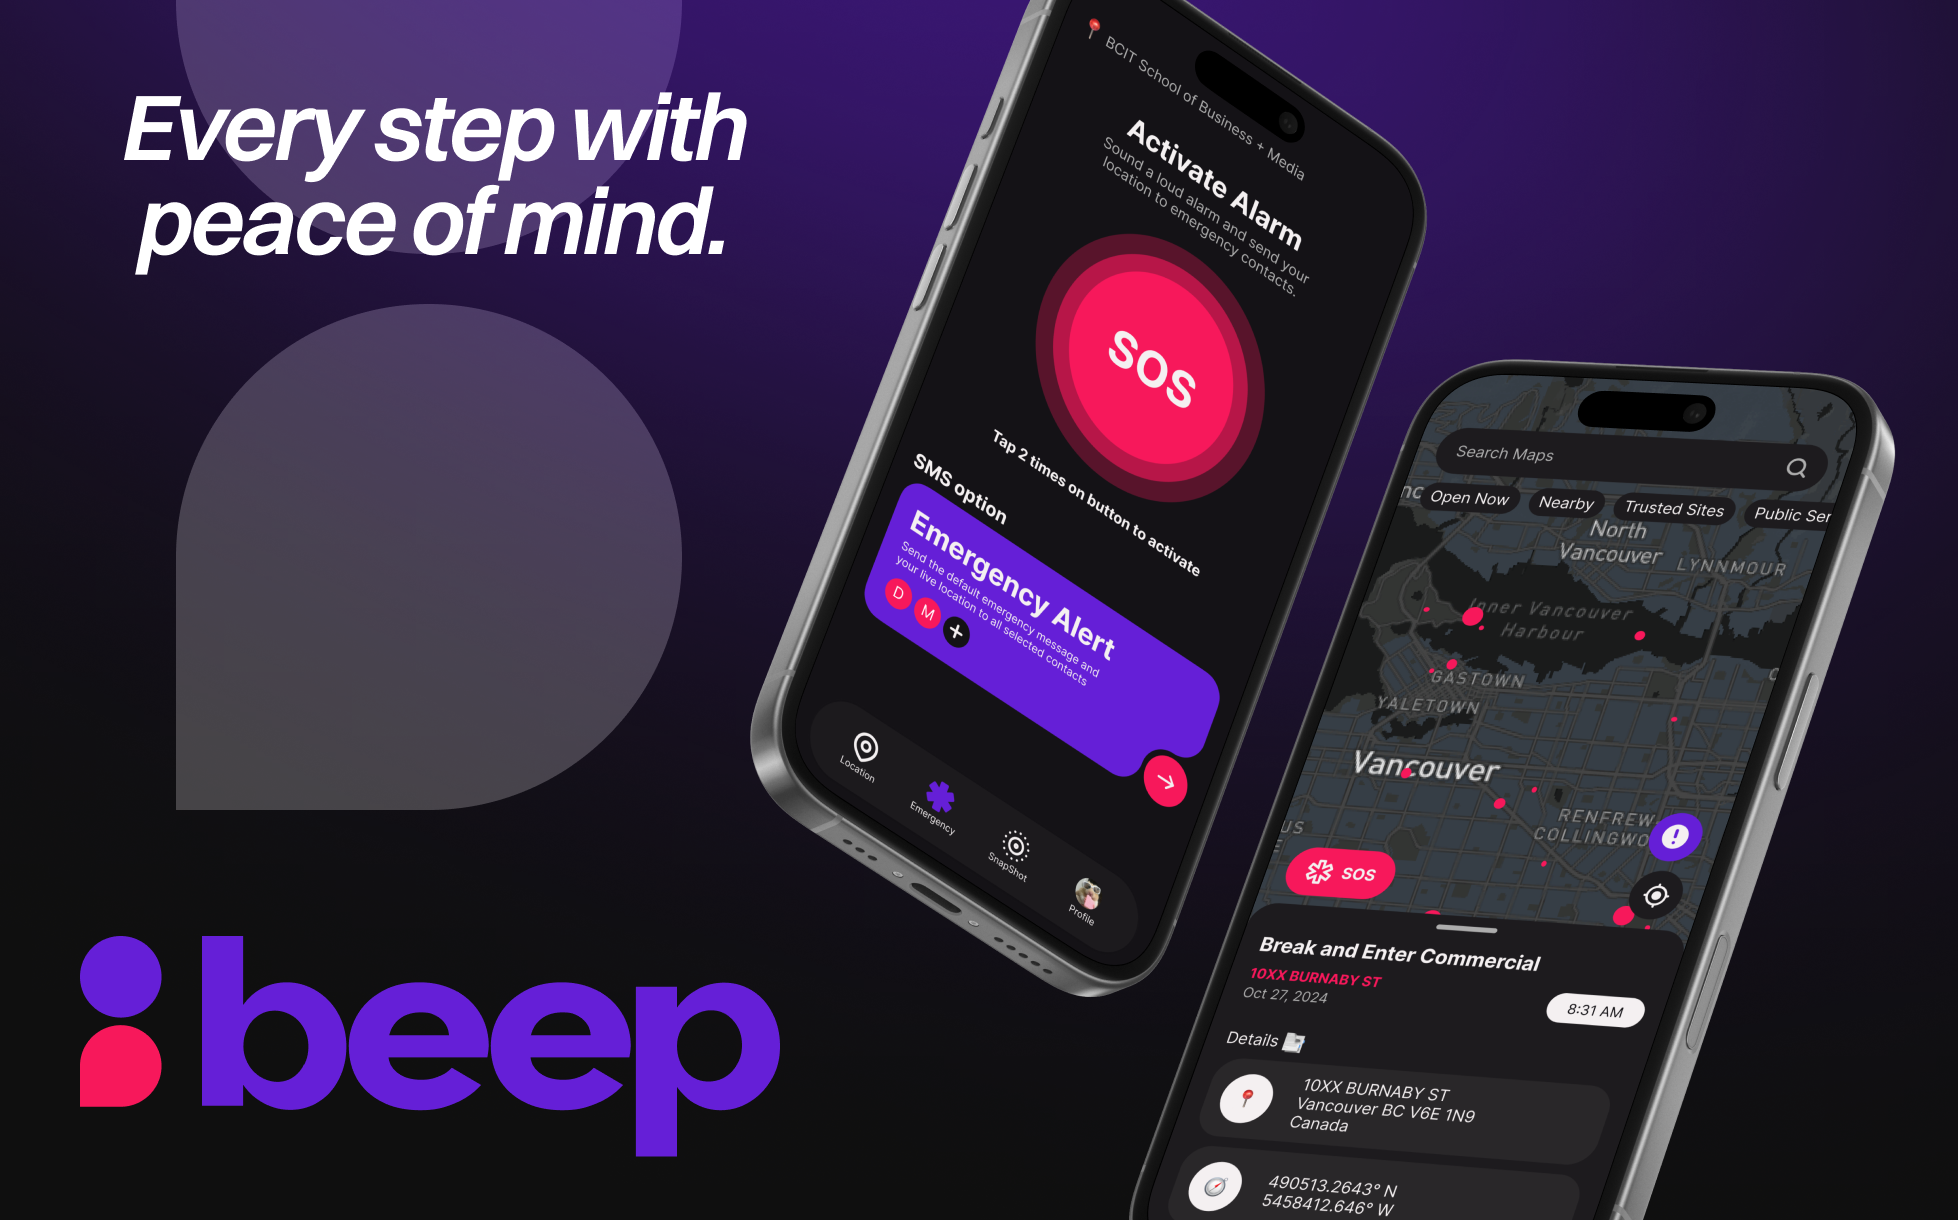 Every step with
peace of mind.
beep
BCIT School of Business + Media
Activate Alarm
Sound a loud alarm and send your
location to emergency contacts.
SOS
Tap 2 times on button to activate
SMS option
Emergency Alert
Send the default emergency message and
your live location to all selected contacts
D M
Location
Emergency
SnapShot
Profile
Search Maps
nc
Open Now
Nearby
Trusted Sites
Public Ser
North
Vancouver
LYNNMOUR
Inner Vancouver
Harbour
GASTOWN
YALETOWN
Vancouver
RENFREW-
COLLINGWO
US
E
SOS
Break and Enter Commercial
10XX BURNABY ST
Oct 27, 2024
8:31 AM
Details
10XX BURNABY ST
Vancouver BC V6E 1N9
Canada
490513.2643° N
5458412.646° W